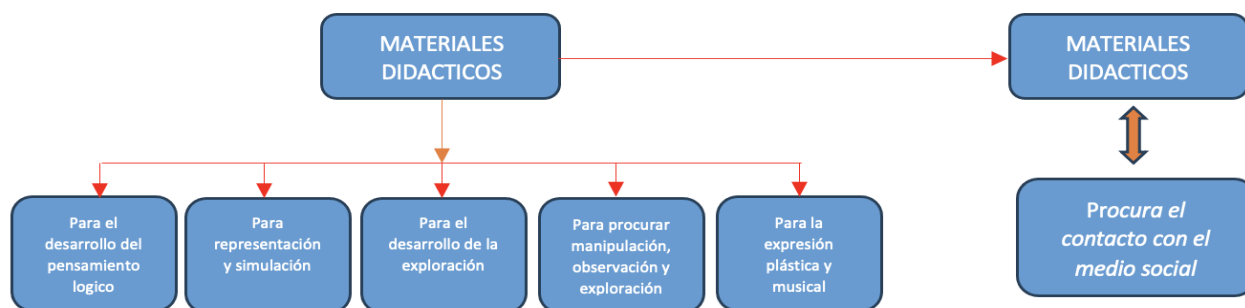 MATERIALES
DIDACTICOS
MATERIALES
DIDACTICOS
Para el
desarrollo del
pensamiento
logico
Para
representación
y simulación
Para el
desarrollo de la
exploración
Para procurar
manipulación,
observación y
exploración
Para la
expresión
plástica y
musical
Procura el
contacto con el
medio social